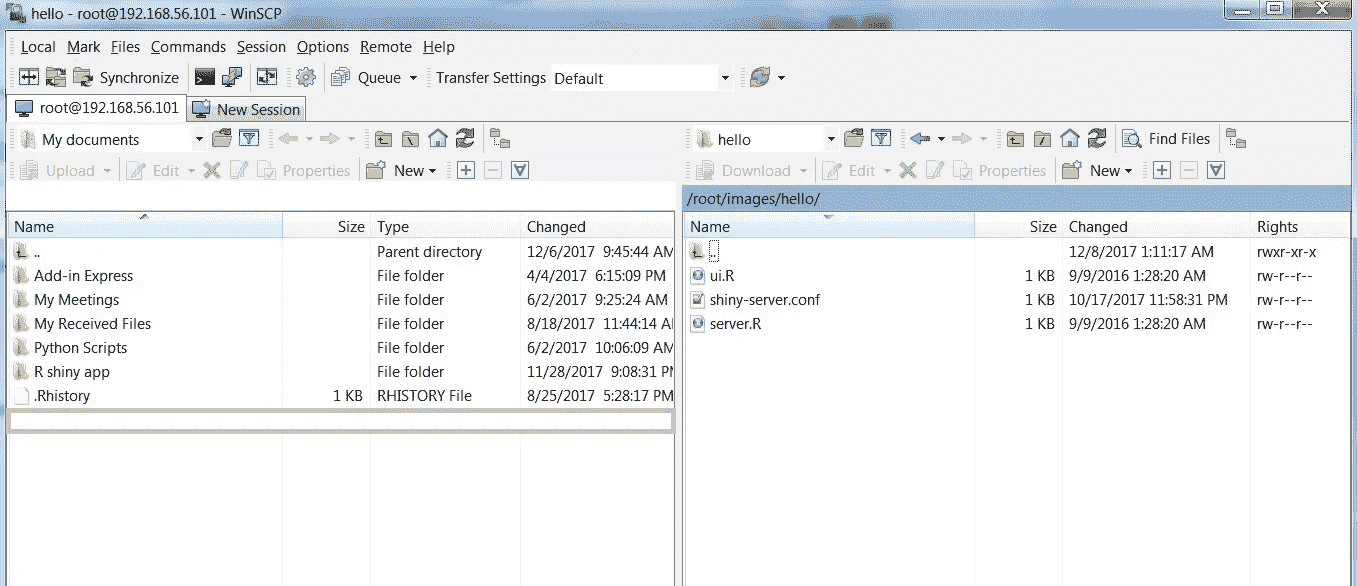 hello - root@192.168.56.101 - WinSCP
Local Mark Files Commands Session Options Remote Help
Synchronize Queue Transfer Settings Default
root@192.168.56.101 New Session
My documents
Upload Edit Properties New
Name Size Type Changed
.. Parent directory 12/6/2017 9:45:44 AM
Add-in Express File folder 4/4/2017 6:15:09 PM
My Meetings File folder 6/2/2017 9:25:24 AM
My Received Files File folder 8/18/2017 11:44:14 A
Python Scripts File folder 6/2/2017 10:06:09 AM
R shiny app File folder 11/28/2017 9:08:31 P
.Rhistory 1 KB RHISTORY File 8/25/2017 5:28:17 PM
hello Find Files
Download Edit Properties New
/root/images/hello/
Name Size Changed Rights
.. 12/8/2017 1:11:17 AM rwxr-xr-x
ui.R 1 KB 9/9/2016 1:28:20 AM rw-r--r--
shiny-server.conf 1 KB 10/17/2017 11:58:31 PM rw-r--r--
server.R 1 KB 9/9/2016 1:28:20 AM rw-r--r--